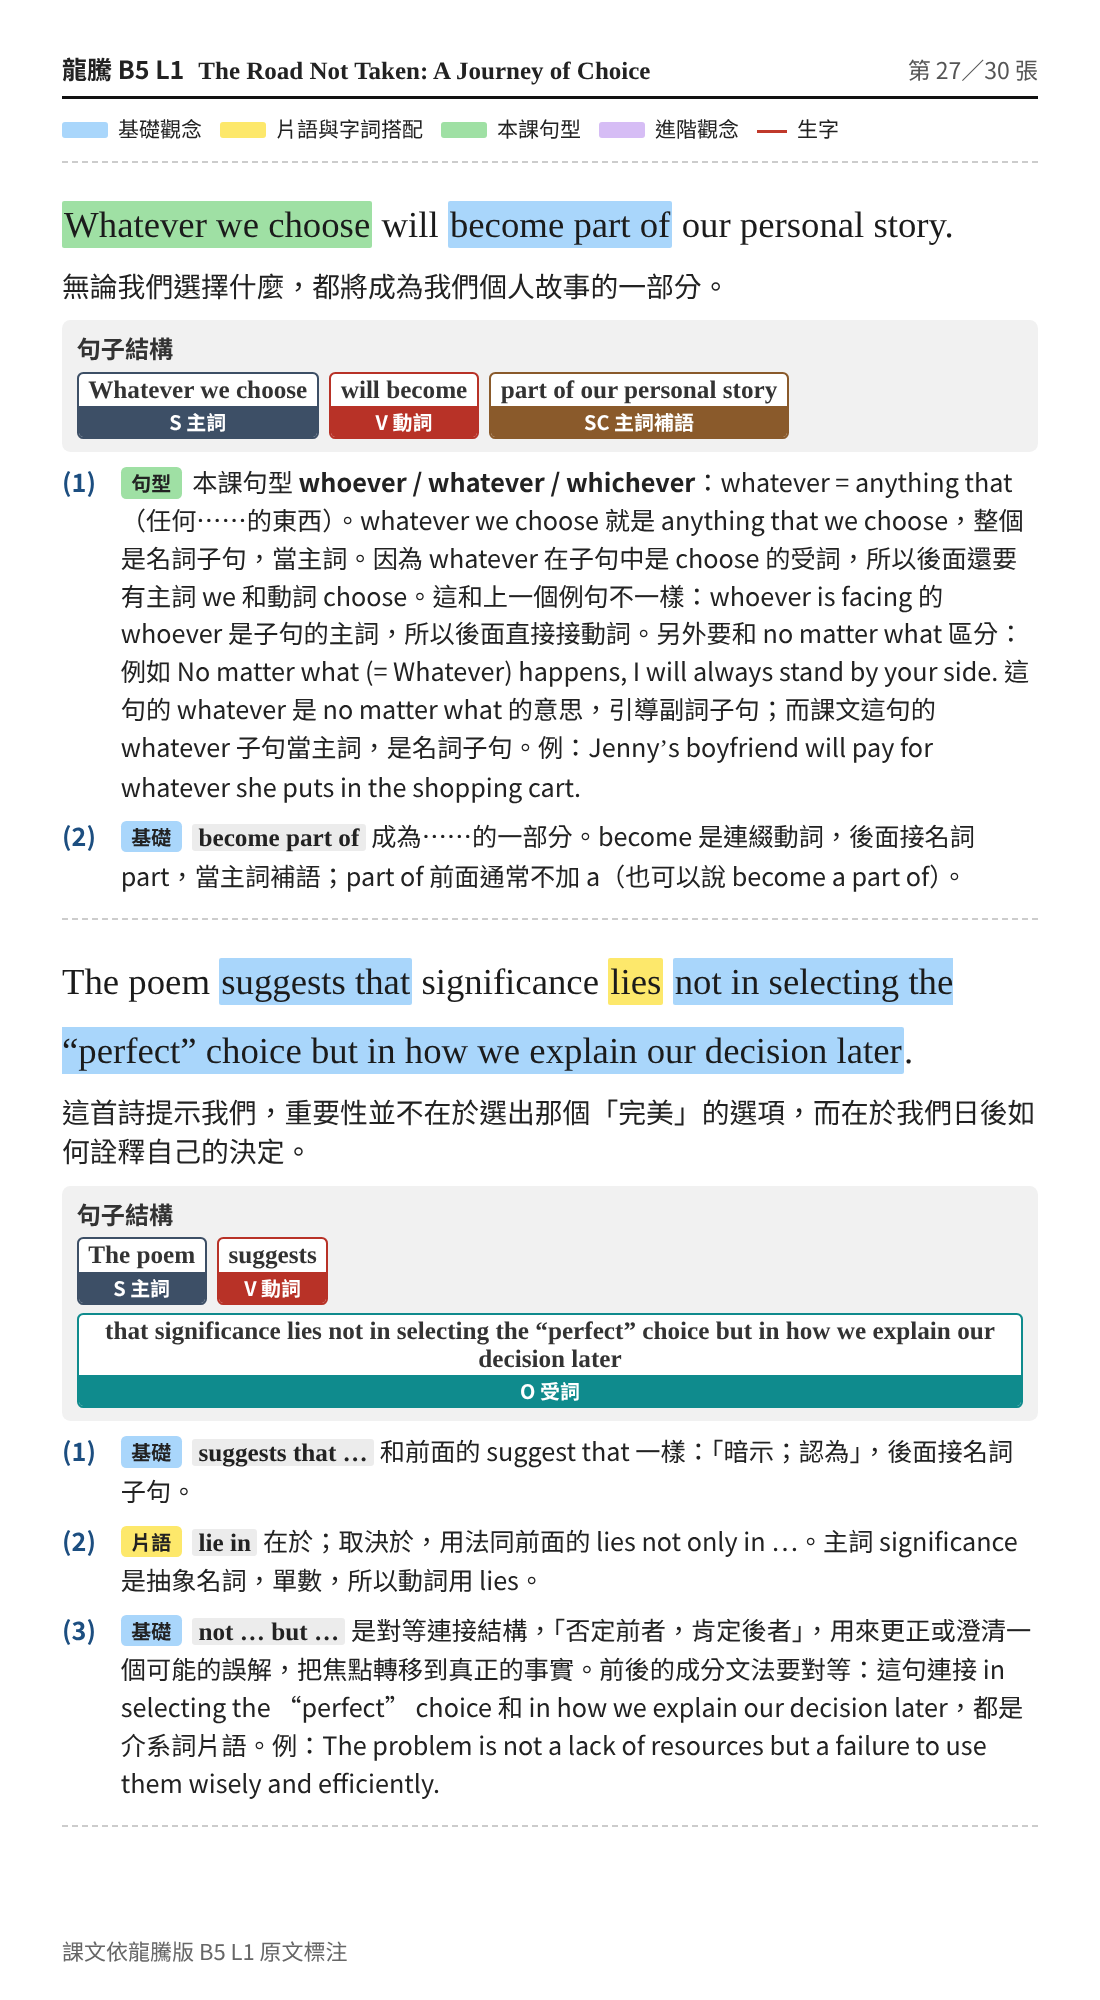 龍騰 B5 L1 The Road Not Taken: A Journey of Choice 第 27／30 張
基礎觀念 片語與字詞搭配 本課句型 進階觀念 生字
Whatever we choose will become part of our personal story.
無論我們選擇什麼，都將成為我們個人故事的一部分。
句子結構
Whatever we choose will become part of our personal story
S 主詞 V 動詞 SC 主詞補語
(1) 句型 本課句型 whoever / whatever / whichever：whatever = anything that
（任何……的東西）。whatever we choose 就是 anything that we choose，整個
是名詞子句，當主詞。因為 whatever 在子句中是 choose 的受詞，所以後面還要
有主詞 we 和動詞 choose。這和上一個例句不一樣：whoever is facing 的
whoever 是子句的主詞，所以後面直接接動詞。另外要和 no matter what 區分：
例如 No matter what (= Whatever) happens, I will always stand by your side. 這
句的 whatever 是 no matter what 的意思，引導副詞子句；而課文這句的
whatever 子句當主詞，是名詞子句。例：Jenny’s boyfriend will pay for
whatever she puts in the shopping cart.
(2) 基礎 become part of 成為……的一部分。become 是連綴動詞，後面接名詞
part，當主詞補語；part of 前面通常不加 a（也可以說 become a part of）。
The poem suggests that significance lies not in selecting the
“perfect” choice but in how we explain our decision later.
這首詩提示我們，重要性並不在於選出那個「完美」的選項，而在於我們日後如
何詮釋自己的決定。
句子結構
The poem suggests
S 主詞 V 動詞
that significance lies not in selecting the “perfect” choice but in how we explain our
decision later
O 受詞
(1) 基礎 suggests that … 和前面的 suggest that 一樣：「暗示；認為」，後面接名詞
子句。
(2) 片語 lie in 在於；取決於，用法同前面的 lies not only in …。主詞 significance
是抽象名詞，單數，所以動詞用 lies。
(3) 基礎 not … but … 是對等連接結構，「否定前者，肯定後者」，用來更正或澄清一
個可能的誤解，把焦點轉移到真正的事實。前後的成分文法要對等：這句連接 in
selecting the “perfect” choice 和 in how we explain our decision later，都是
介系詞片語。例：The problem is not a lack of resources but a failure to use
them wisely and efficiently.
課文依龍騰版 B5 L1 原文標注